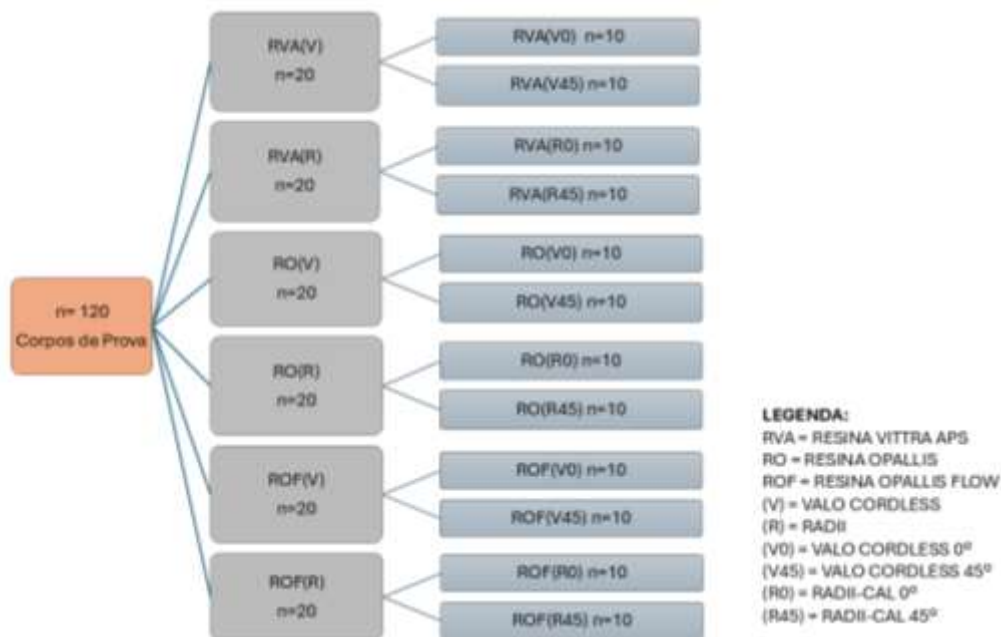 n= 120
Corpos de Prova
RVA(V)
n=20
RVA(V0) n=10
RVA(V45) n=10
RVA(R)
n=20
RVA(R0) n=10
RVA(R45) n=10
RO(V)
n=20
RO(V0) n=10
RO(V45) n=10
RO(R)
n=20
RO(R0) n=10
RO(R45) n=10
ROF(V)
n=20
ROF(V0) n=10
ROF(V45) n=10
ROF(R)
n=20
ROF(R0) n=10
ROF(R45) n=10
LEGENDA:
RVA = RESINA VITTRA APS
RO = RESINA OPALLIS
ROF = RESINA OPALLIS FLOW
(V) = VALO CORDLESS
(R) = RADII
(V0) = VALO CORDLESS 0º
(V45) = VALO CORDLESS 45º
(R0) = RADII-CAL 0º
(R45) = RADII-CAL 45º